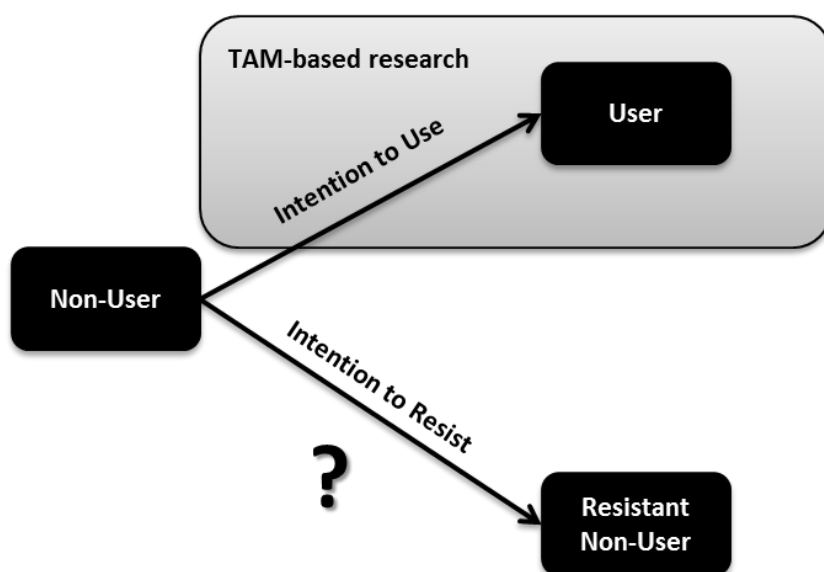 TAM-based research
User
Intention to Use
Non-User
Intention to Resist
?
Resistant
Non-User